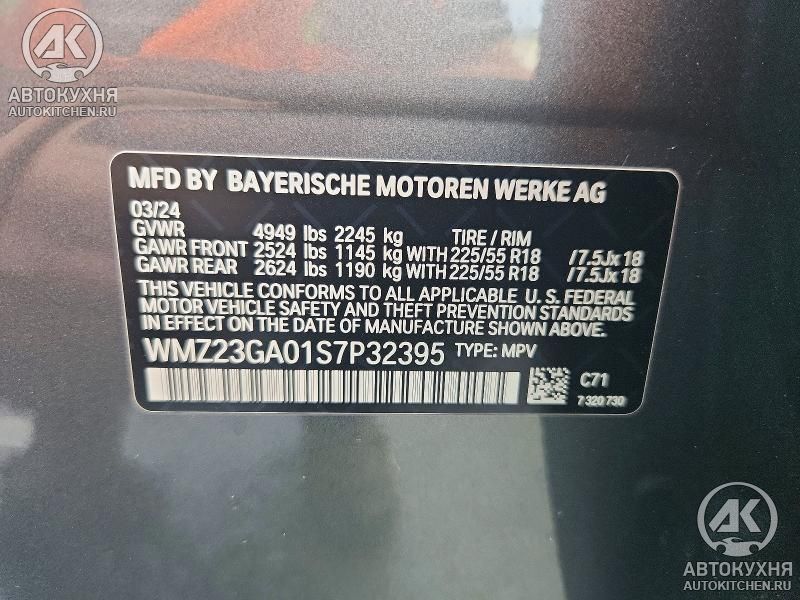 AK
АВТОКУХНЯ
AUTOKITCHEN.RU
MFD BY BAYERISCHE MOTOREN WERKE AG
03/24
GVWR 4949 lbs 2245 kg TIRE / RIM
GAWR FRONT 2524 lbs 1145 kg WITH 225/55 R18 /7.5Jx18
GAWR REAR 2624 lbs 1190 kg WITH 225/55 R18 /7.5Jx18
THIS VEHICLE CONFORMS TO ALL APPLICABLE U. S. FEDERAL
MOTOR VEHICLE SAFETY AND THEFT PREVENTION STANDARDS
IN EFFECT ON THE DATE OF MANUFACTURE SHOWN ABOVE.
WMZ23GA01S7P32395 TYPE: MPV
C71
7 320 730
AK
АВТОКУХНЯ
AUTOKITCHEN.RU